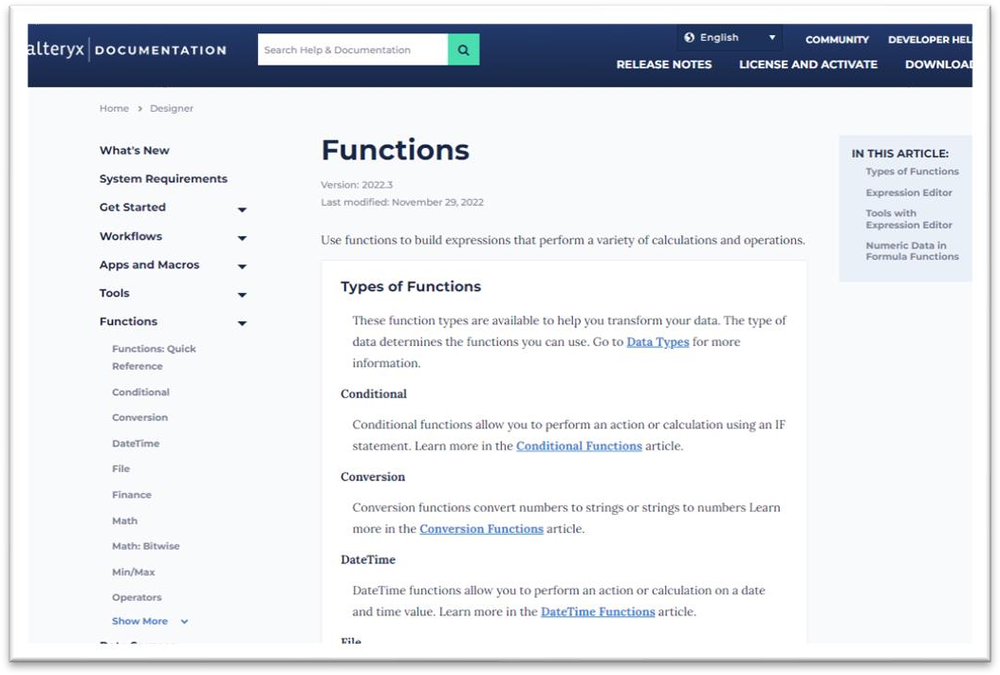 alteryx DOCUMENTATION
Search Help & Documentation
English
COMMUNITY
DEVELOPER HEL
RELEASE NOTES
LICENSE AND ACTIVATE
DOWNLOAD
Home > Designer
What's New
System Requirements
Get Started
Workflows
Apps and Macros
Tools
Functions
Functions: Quick
Reference
Conditional
Conversion
DateTime
File
Finance
Math
Math: Bitwise
Min/Max
Operators
Show More
Functions
Version: 2022.3
Last modified: November 29, 2022
Use functions to build expressions that perform a variety of calculations and operations.
Types of Functions
These function types are available to help you transform your data. The type of
data determines the functions you can use. Go to Data Types for more
information.
Conditional
Conditional functions allow you to perform an action or calculation using an IF
statement. Learn more in the Conditional Functions article.
Conversion
Conversion functions convert numbers to strings or strings to numbers Learn
more in the Conversion Functions article.
DateTime
DateTime functions allow you to perform an action or calculation on a date
and time value. Learn more in the DateTime Functions article.
File
IN THIS ARTICLE:
Types of Functions
Expression Editor
Tools with
Expression Editor
Numeric Data in
Formula Functions